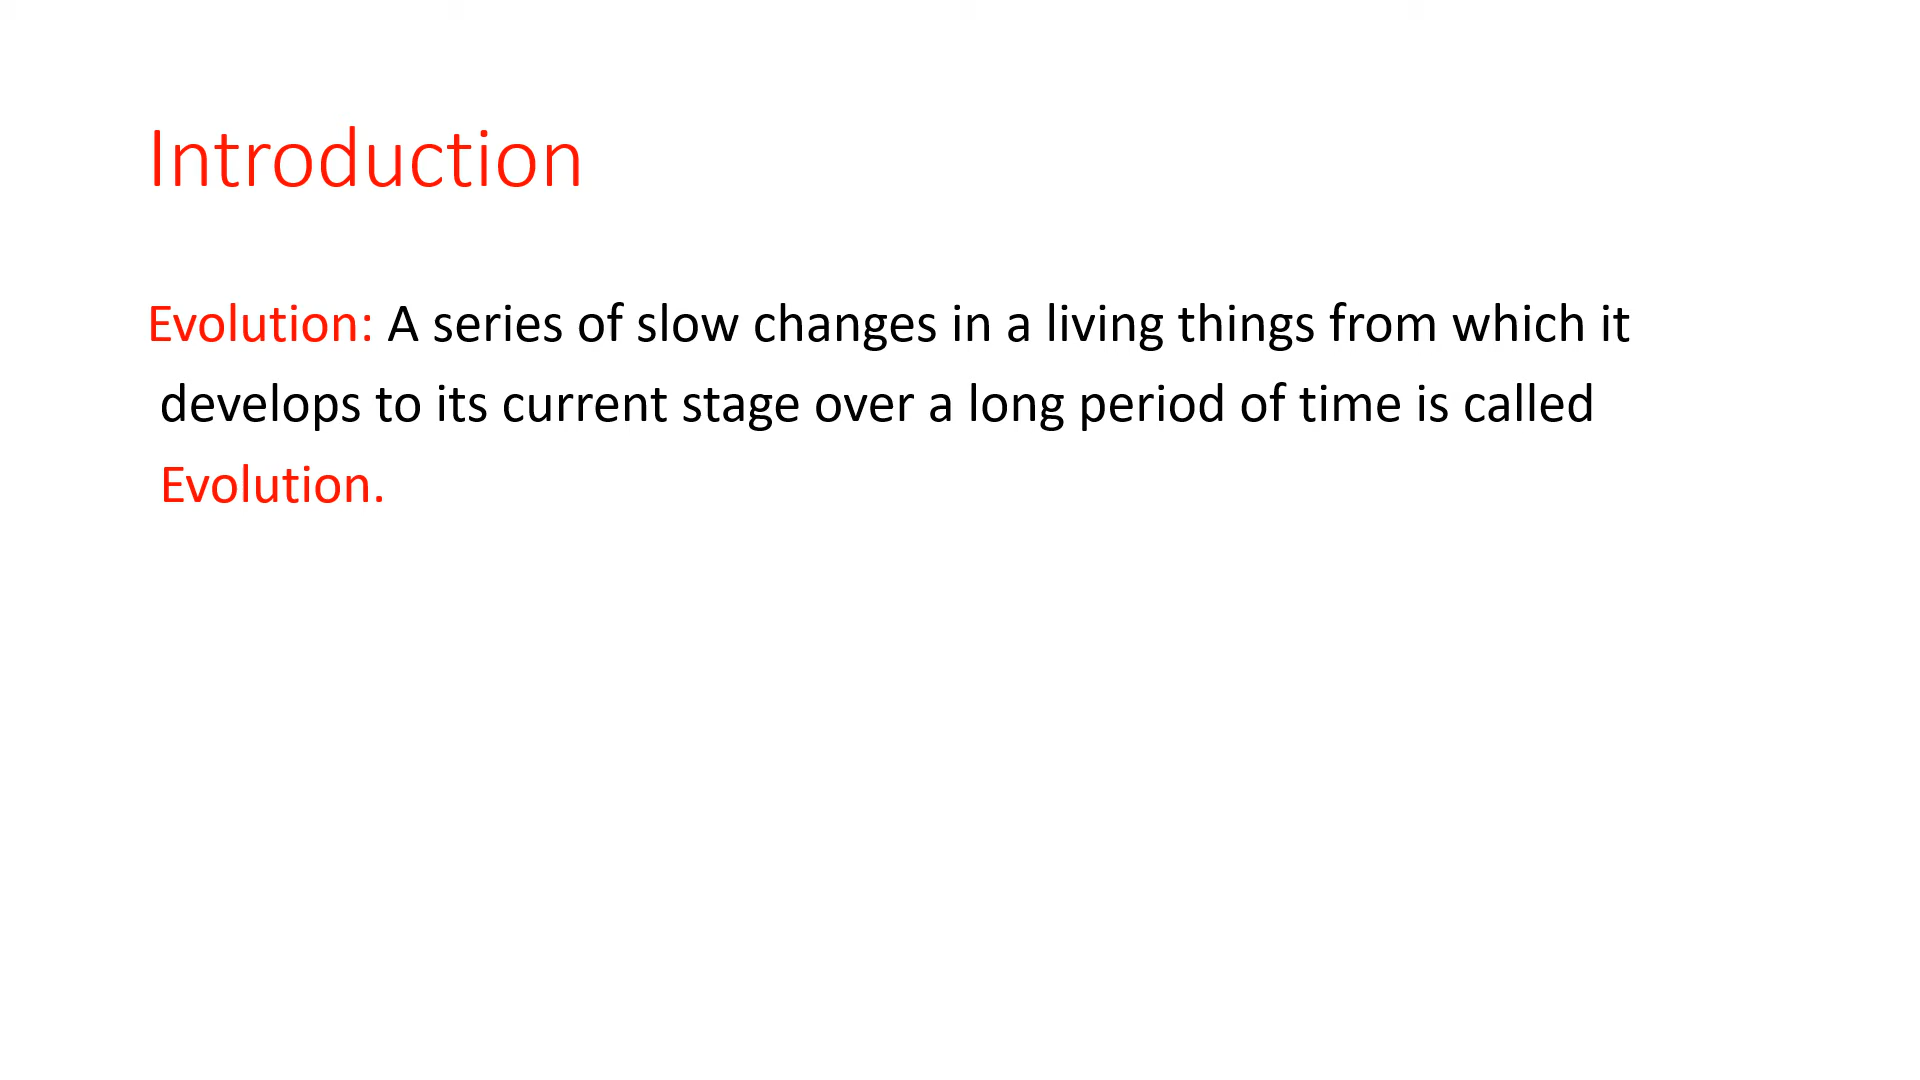 Introduction
Evolution: A series of slow changes in a living things from which it
develops to its current stage over a long period of time is called
Evolution.